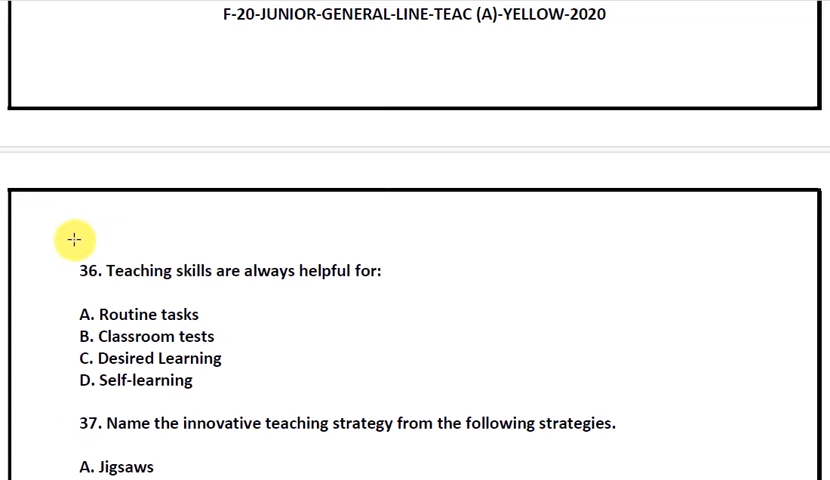 F-20-JUNIOR-GENERAL-LINE-TEAC (A)-YELLOW-2020
36. Teaching skills are always helpful for:
A. Routine tasks
B. Classroom tests
C. Desired Learning
D. Self-learning
37. Name the innovative teaching strategy from the following strategies.
A. Jigsaws